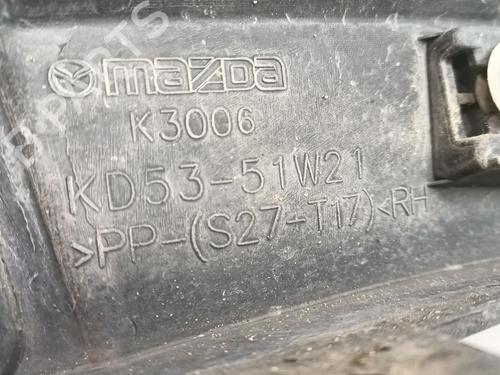 mazda
K3006
KD53-51W21
>PP-(S27-T17)<RH